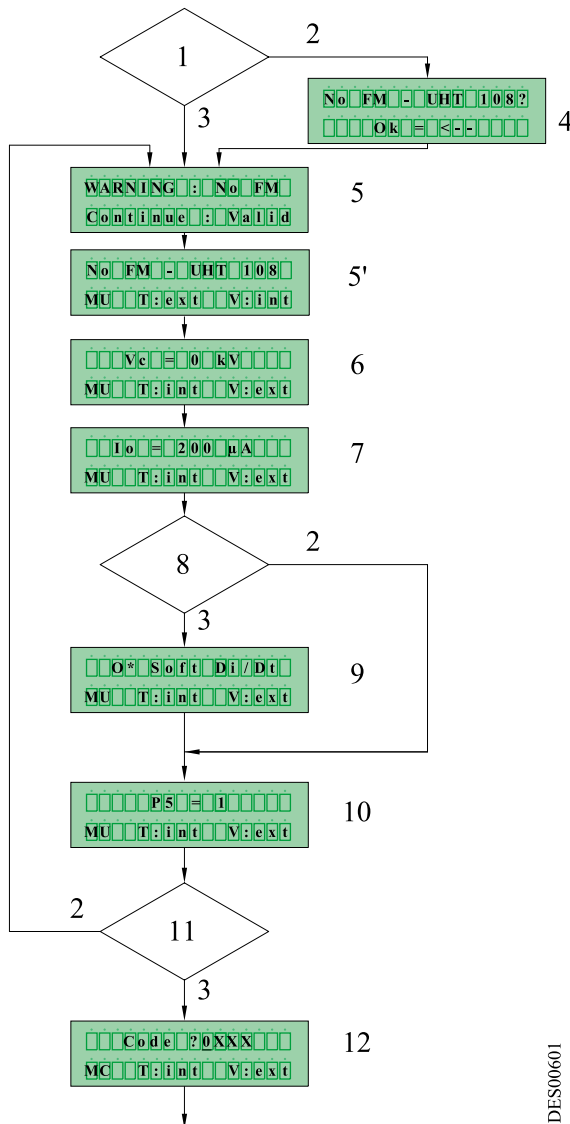 1
2
No FM - UHT 108?
Ok = <--
4
3
WARNING : No FM
Continue : Valid
5
No FM - UHT 108
MU T:ext V:int
5'
Vc = 0 kV
MU T:int V:ext
6
Io = 200 µA
MU T:int V:ext
7
8
2
3
O* Soft Di/Dt
MU T:int V:ext
9
P5 = 1
MU T:int V:ext
10
2
11
3
Code ?0XXX
MC T:int V:ext
12
DES00601